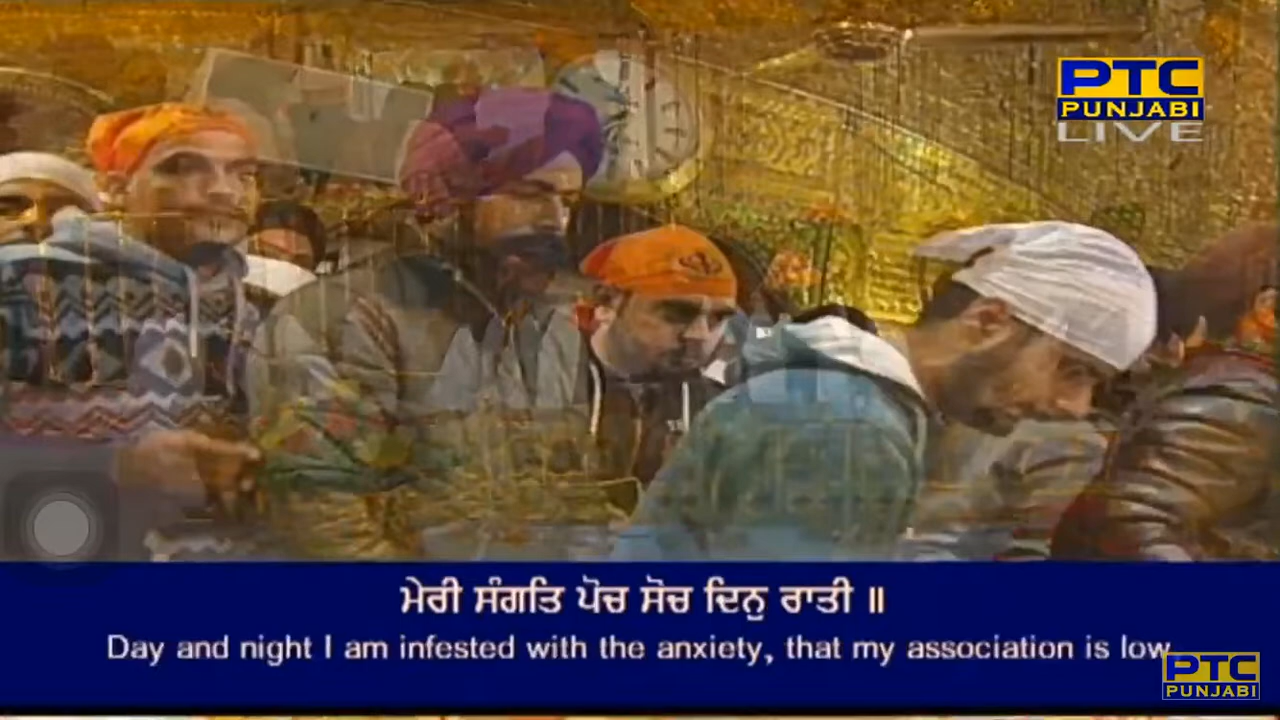 PTC
PUNJABI
LIVE
ਮੇਰੀ ਸੰਗਤਿ ਪੋਚ ਸੋਚ ਦਿਨੁ ਰਾਤੀ ॥
Day and night I am infested with the anxiety, that my association is low
PTC
PUNJABI